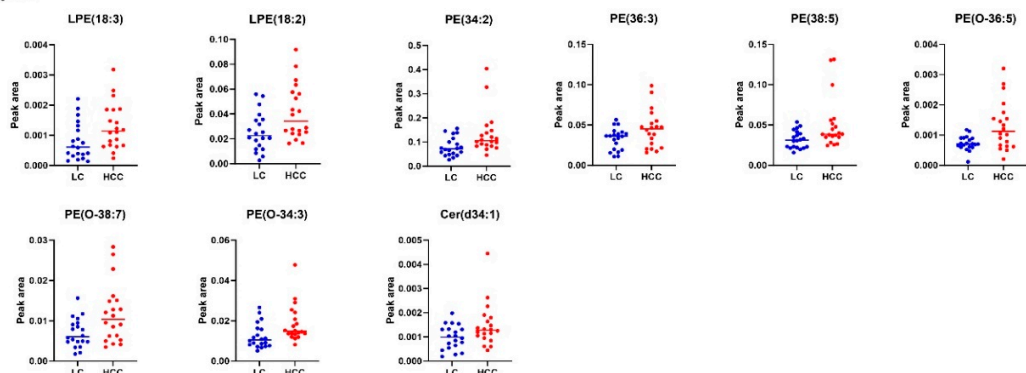 LPE(18:3)
Peak area
0.004
0.003
0.002
0.001
0.000
LC HCC
LPE(18:2)
Peak area
0.10
0.08
0.06
0.04
0.02
0.00
LC HCC
PE(34:2)
Peak area
0.5
0.4
0.3
0.2
0.1
0.0
LC HCC
PE(36:3)
Peak area
0.15
0.10
0.05
0.00
LC HCC
PE(38:5)
Peak area
0.15
0.10
0.05
0.00
LC HCC
PE(O-36:5)
Peak area
0.004
0.003
0.002
0.001
0.000
LC HCC
PE(O-38:7)
Peak area
0.03
0.02
0.01
0.00
LC HCC
PE(O-34:3)
Peak area
0.06
0.04
0.02
0.00
LC HCC
Cer(d34:1)
Peak area
0.005
0.004
0.003
0.002
0.001
0.000
LC HCC